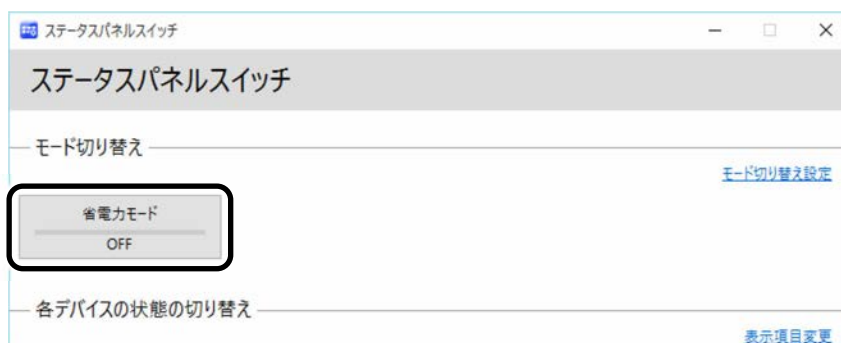 ステータスパネルスイッチ
ステータスパネルスイッチ
モード切り替え
モード切り替え設定
省電力モード
OFF
各デバイスの状態の切り替え
表示項目変更